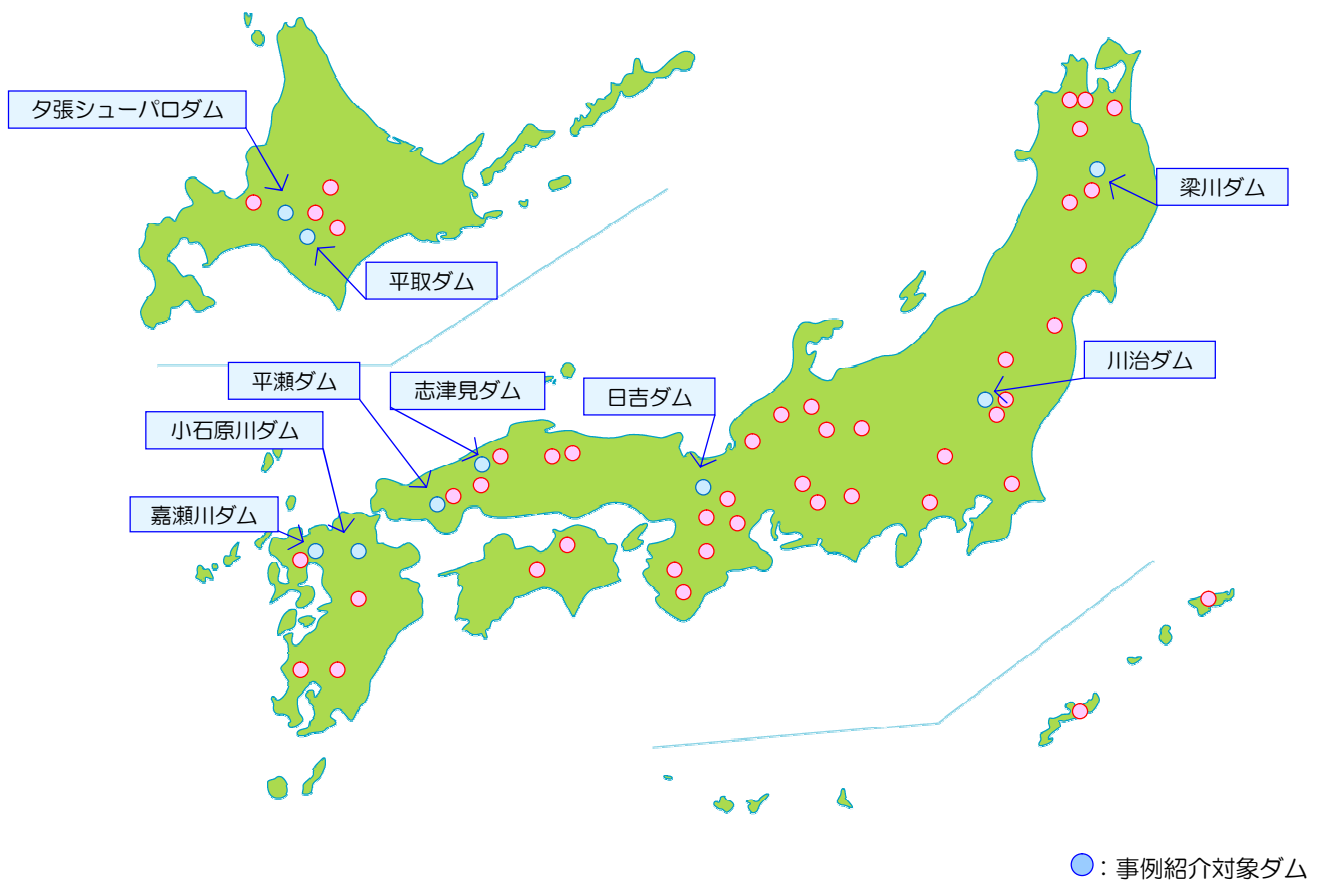 夕張シューパロダム
梁川ダム
平取ダム
川治ダム
平瀬ダム
志津見ダム
日吉ダム
小石原川ダム
嘉瀬川ダム
：事例紹介対象ダム